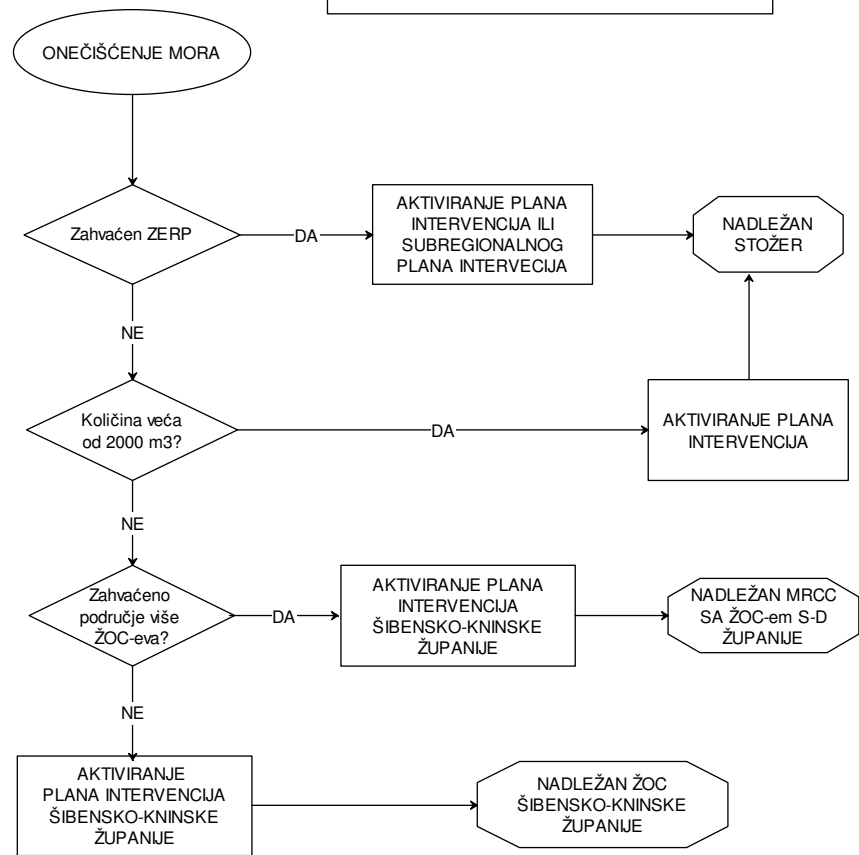 ONEČIŠĆENJE MORA
Zahvaćen ZERP
DA
AKTIVIRANJE PLANA
INTERVENCIJA ILI
SUBREGIONALNOG
PLANA INTERVECIJA
NADLEŽAN
STOŽER
NE
Količina veća
od 2000 m3?
DA
AKTIVIRANJE PLANA
INTERVENCIJA
NE
Zahvaćeno
područje više
ŽOC-eva?
DA
AKTIVIRANJE PLANA
INTERVENCIJA
ŠIBENSKO-KNINSKE
ŽUPANIJE
NADLEŽAN MRCC
SA ŽOC-em S-D
ŽUPANIJE
NE
AKTIVIRANJE
PLANA INTERVENCIJA
ŠIBENSKO-KNINSKE
ŽUPANIJE
NADLEŽAN ŽOC
ŠIBENSKO-KNINSKE
ŽUPANIJE